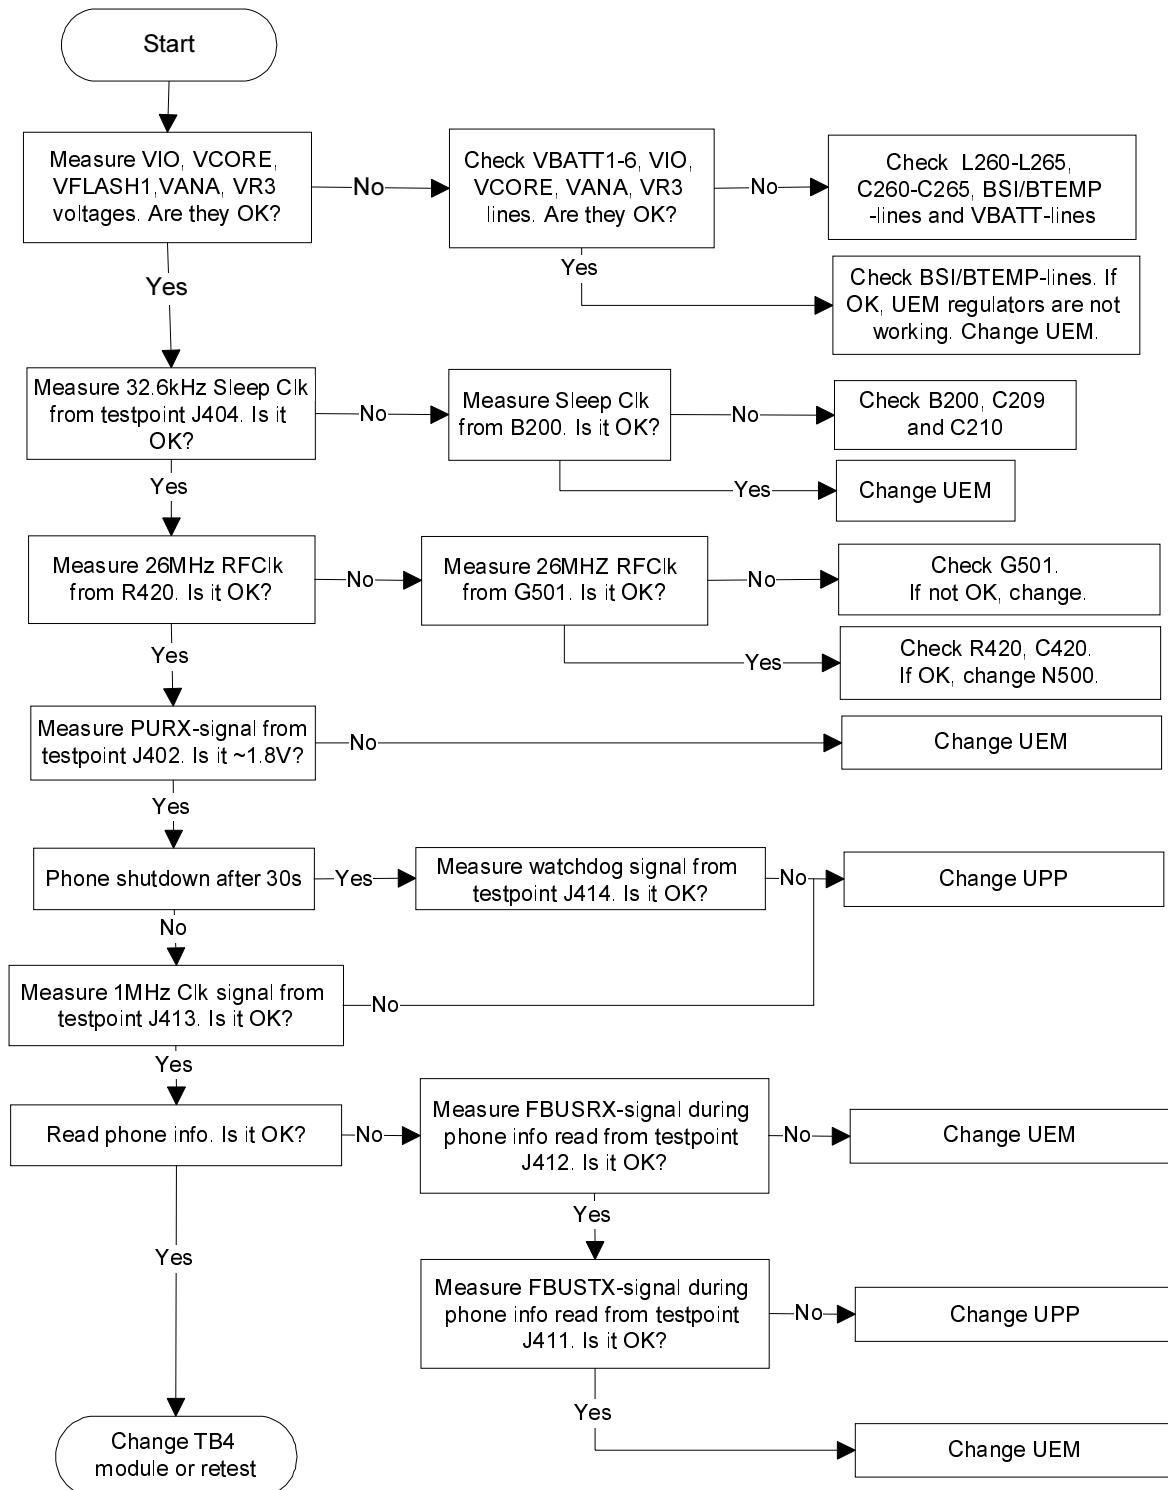 Start
Measure VIO, VCORE,
VFLASH1,VANA, VR3
voltages. Are they OK?
No
Check VBATT1-6, VIO,
VCORE, VANA, VR3
lines. Are they OK?
No
Check L260-L265,
C260-C265, BSI/BTEMP
-lines and VBATT-lines
Yes
Check BSI/BTEMP-lines. If
OK, UEM regulators are not
working. Change UEM.
Yes
Measure 32.6kHz Sleep Clk
from testpoint J404. Is it
OK?
No
Measure Sleep Clk
from B200. Is it OK?
No
Check B200, C209
and C210
Yes
Change UEM
Yes
Measure 26MHz RFClk
from R420. Is it OK?
No
Measure 26MHZ RFClk
from G501. Is it OK?
No
Check G501.
If not OK, change.
Yes
Check R420, C420.
If OK, change N500.
Yes
Measure PURX-signal from
testpoint J402. Is it ~1.8V?
No
Change UEM
Yes
Phone shutdown after 30s
Yes
Measure watchdog signal from
testpoint J414. Is it OK?
No
Change UPP
No
Measure 1MHz Clk signal from
testpoint J413. Is it OK?
No
Yes
Read phone info. Is it OK?
No
Measure FBUSRX-signal during
phone info read from testpoint
J412. Is it OK?
No
Change UEM
Yes
Yes
Measure FBUSTX-signal during
phone info read from testpoint
J411. Is it OK?
No
Change UPP
Yes
Change UEM
Change TB4
module or retest